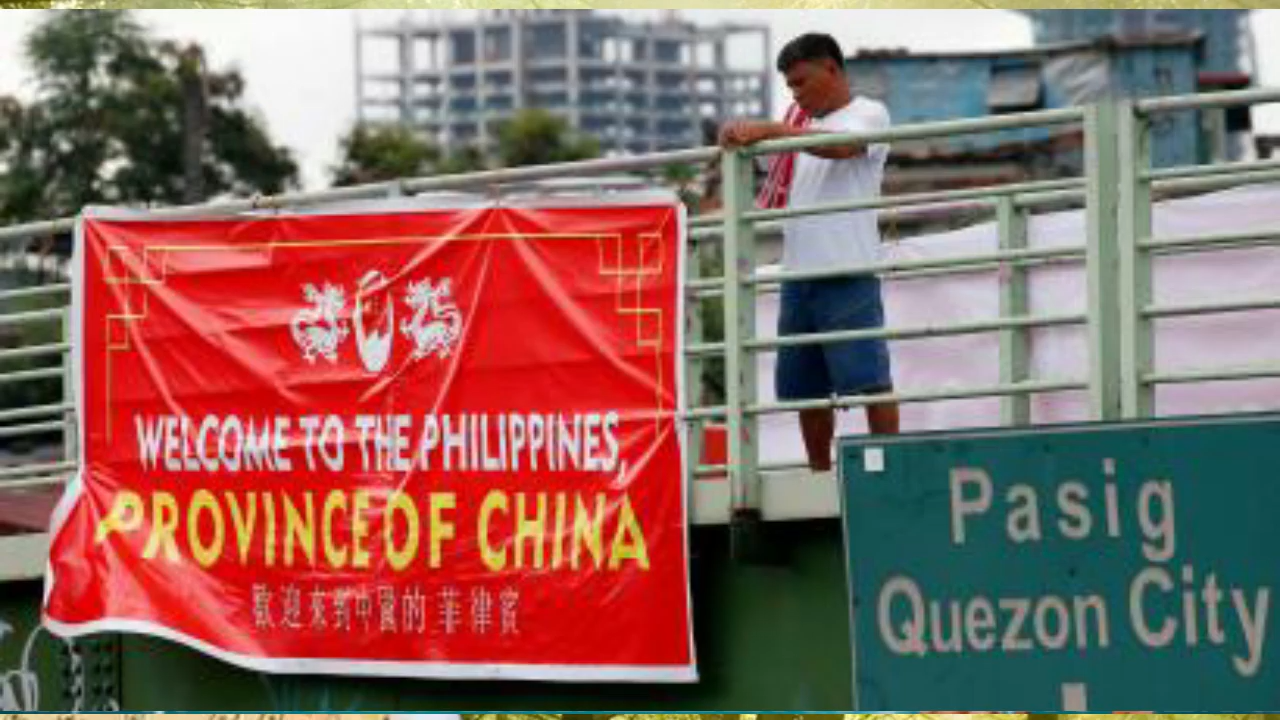 WELCOME TO THE PHILIPPINES,
PROVINCE OF CHINA
歡迎來到中國的 菲律賓
Pasig
Quezon City